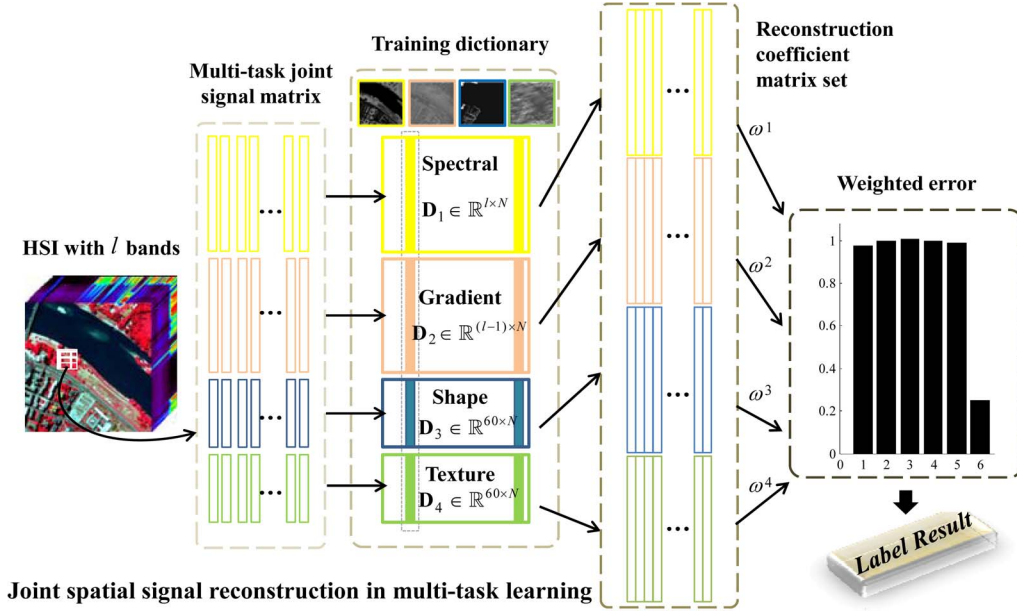 Training dictionary
Multi-task joint
signal matrix
Reconstruction
coefficient
matrix set
HSI with l bands
...
Spectral
D₁ ∈ ℝ^{l×N}
...
Gradient
D₂ ∈ ℝ^{(l−1)×N}
...
Shape
D₃ ∈ ℝ^{60×N}
...
Texture
D₄ ∈ ℝ^{60×N}
...
...
...
...
ω¹
ω²
ω³
ω⁴
Weighted error
1
0.8
0.6
0.4
0.2
0
0 1 2 3 4 5 6
Label Result
Joint spatial signal reconstruction in multi-task learning